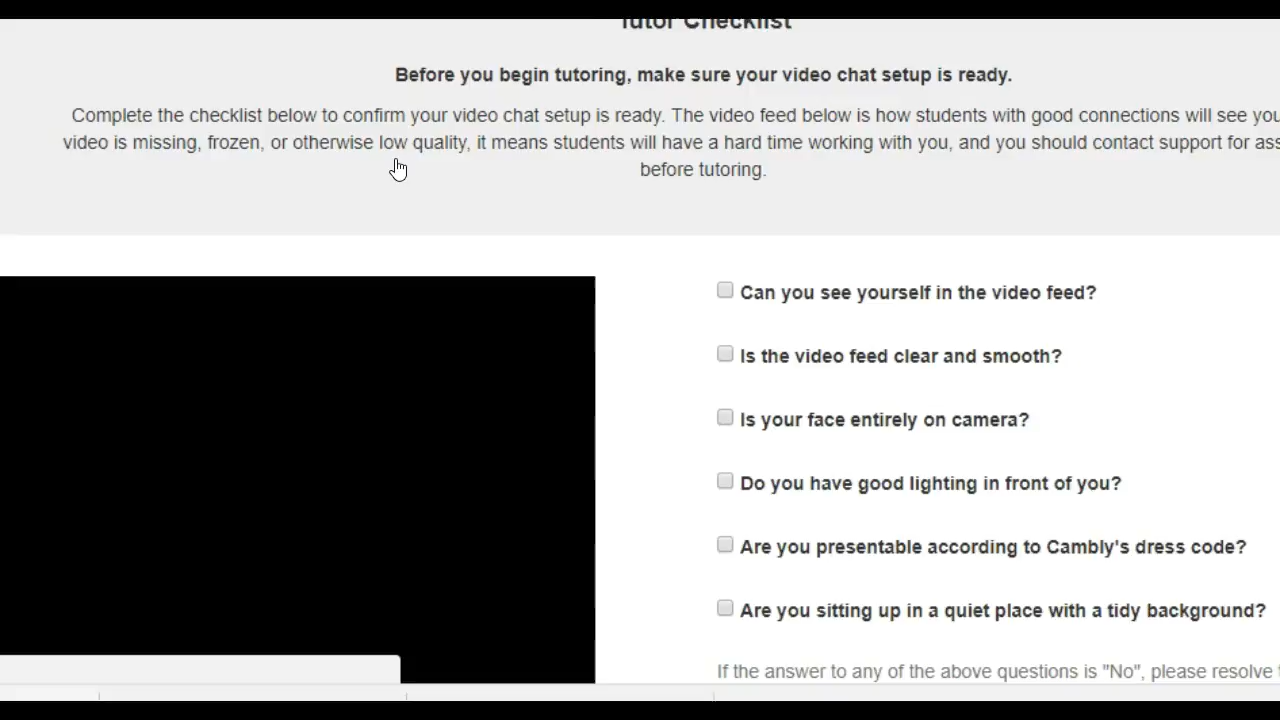 Tutor Checklist
Before you begin tutoring, make sure your video chat setup is ready.
Complete the checklist below to confirm your video chat setup is ready. The video feed below is how students with good connections will see you
video is missing, frozen, or otherwise low quality, it means students will have a hard time working with you, and you should contact support for ass
before tutoring.
Can you see yourself in the video feed?
Is the video feed clear and smooth?
Is your face entirely on camera?
Do you have good lighting in front of you?
Are you presentable according to Cambly's dress code?
Are you sitting up in a quiet place with a tidy background?
If the answer to any of the above questions is "No", please resolve